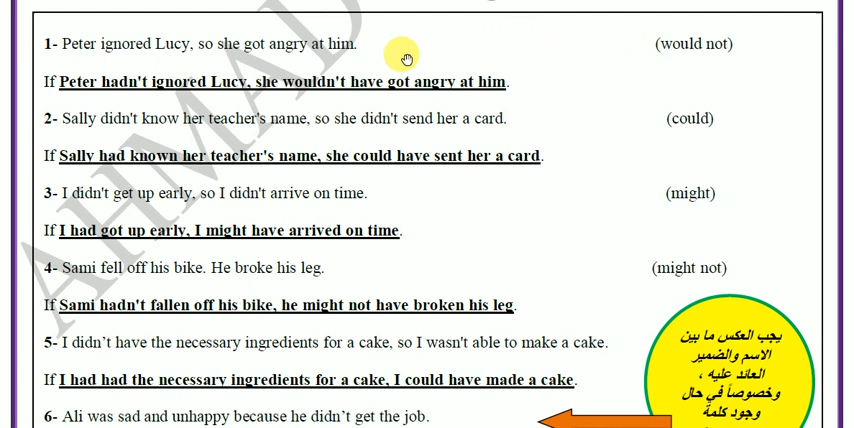 1- Peter ignored Lucy, so she got angry at him. (would not)
If Peter hadn't ignored Lucy, she wouldn't have got angry at him.
2- Sally didn't know her teacher's name, so she didn't send her a card. (could)
If Sally had known her teacher's name, she could have sent her a card.
3- I didn't get up early, so I didn't arrive on time. (might)
If I had got up early, I might have arrived on time.
4- Sami fell off his bike. He broke his leg. (might not)
If Sami hadn't fallen off his bike, he might not have broken his leg.
5- I didn't have the necessary ingredients for a cake, so I wasn't able to make a cake.
If I had had the necessary ingredients for a cake, I could have made a cake.
6- Ali was sad and unhappy because he didn't get the job.
يجب العكس ما بين
الاسم والضمير
العائد عليه ،
وخصوصاً في حال
وجود كلمة
AHMAD